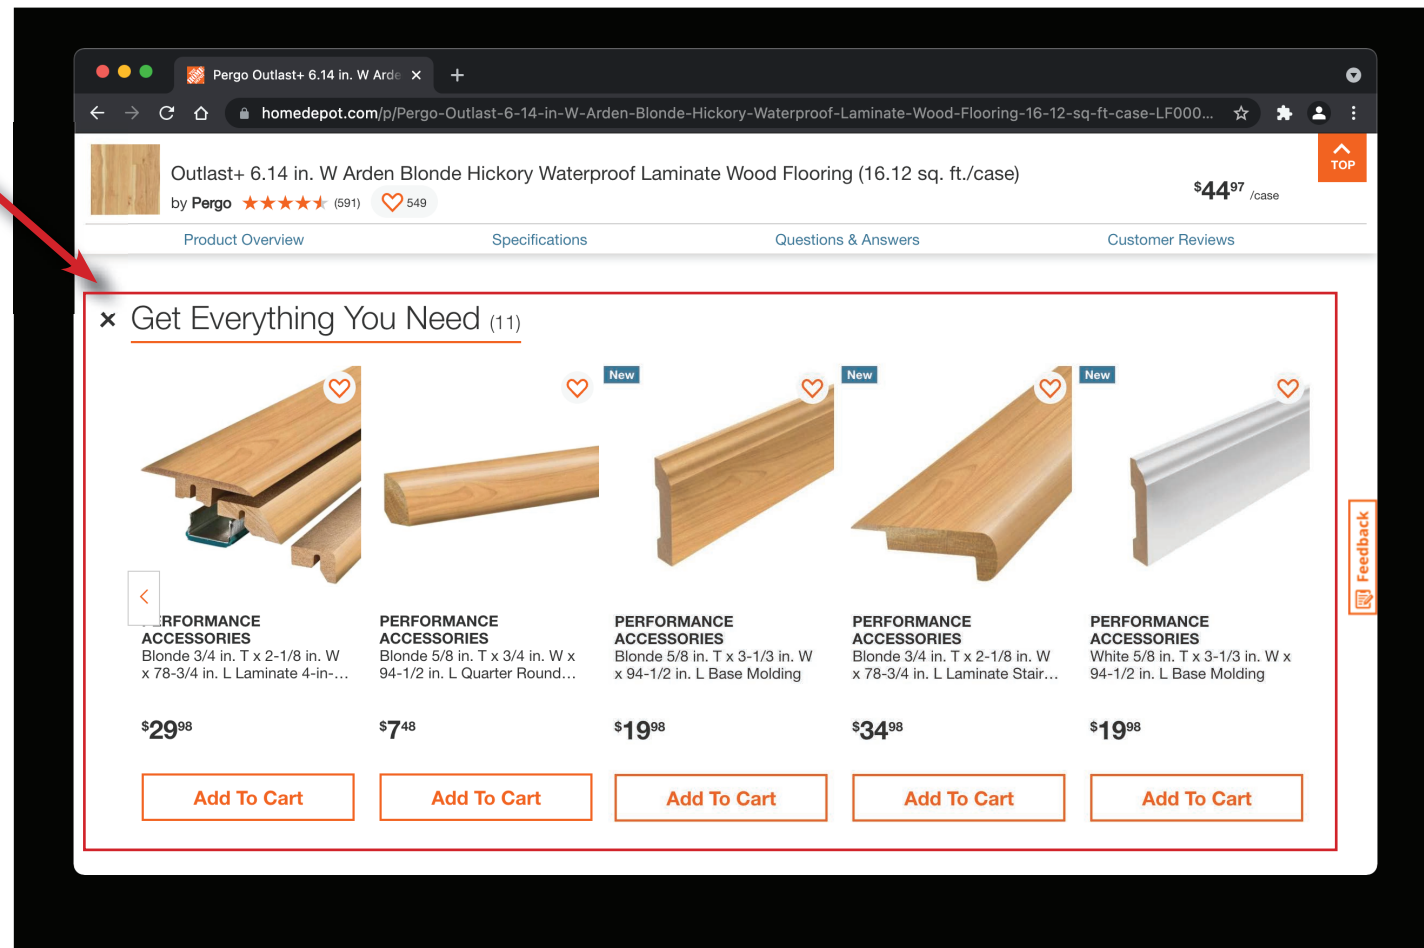 Pergo Outlast+ 6.14 in. W Arde
homedepot.com/p/Pergo-Outlast-6-14-in-W-Arden-Blonde-Hickory-Waterproof-Laminate-Wood-Flooring-16-12-sq-ft-case-LF000...
Outlast+ 6.14 in. W Arden Blonde Hickory Waterproof Laminate Wood Flooring (16.12 sq. ft./case)
by Pergo (591) 549
$44 97 /case
TOP
Product Overview Specifications Questions & Answers Customer Reviews
Get Everything You Need (11)
New New New
PERFORMANCE
ACCESSORIES
Blonde 3/4 in. T x 2-1/8 in. W
x 78-3/4 in. L Laminate 4-in-...
$29 98
Add To Cart
PERFORMANCE
ACCESSORIES
Blonde 5/8 in. T x 3/4 in. W x
94-1/2 in. L Quarter Round...
$7 48
Add To Cart
PERFORMANCE
ACCESSORIES
Blonde 5/8 in. T x 3-1/3 in. W
x 94-1/2 in. L Base Molding
$19 98
Add To Cart
PERFORMANCE
ACCESSORIES
Blonde 3/4 in. T x 2-1/8 in. W
x 78-3/4 in. L Laminate Stair...
$34 98
Add To Cart
PERFORMANCE
ACCESSORIES
White 5/8 in. T x 3-1/3 in. W x
94-1/2 in. L Base Molding
$19 98
Add To Cart
Feedback